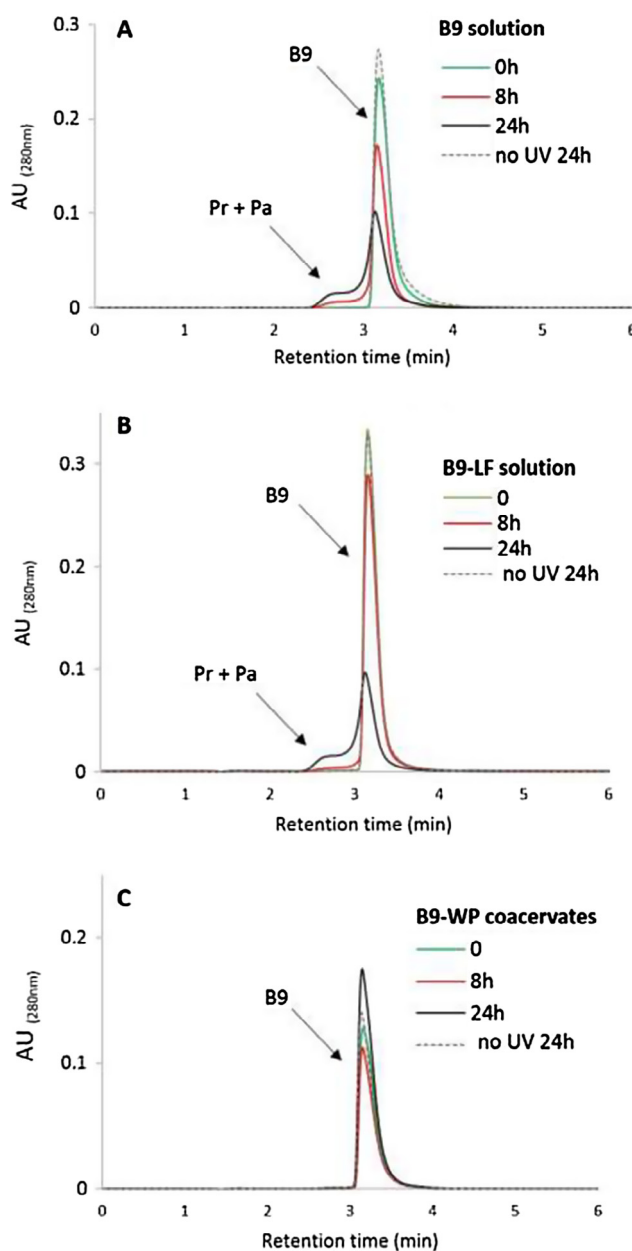 A
B9 solution
0h
8h
24h
no UV 24h
B9
Pr + Pa
AU (280nm)
0.3
0.2
0.1
0
0 1 2 3 4 5 6
Retention time (min)
B
B9-LF solution
0
8h
24h
no UV 24h
B9
Pr + Pa
AU (280nm)
0.3
0.2
0.1
0
0 1 2 3 4 5 6
Retention time (min)
C
B9-WP coacervates
0
8h
24h
no UV 24h
B9
AU (280nm)
0.2
0.1
0
0 1 2 3 4 5 6
Retention time (min)